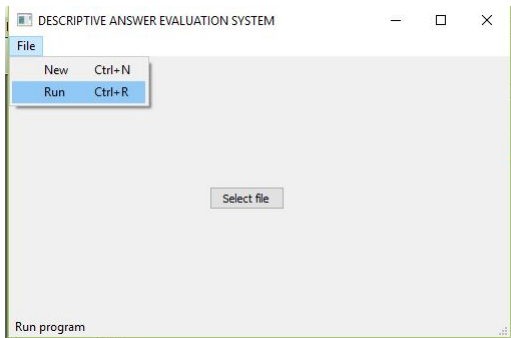 DESCRIPTIVE ANSWER EVALUATION SYSTEM
File
New Ctrl+N
Run Ctrl+R
Select file
Run program